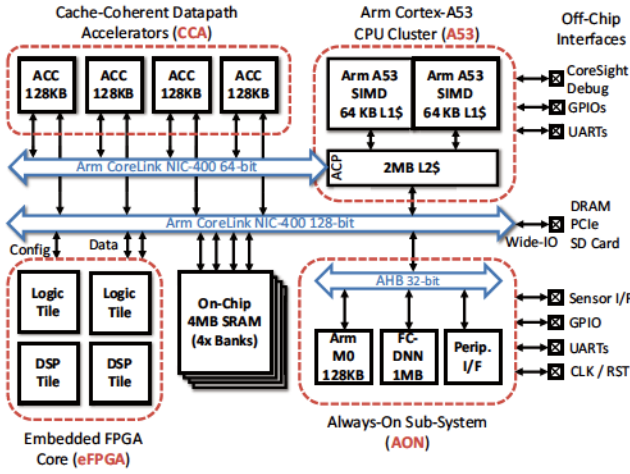 Cache-Coherent Datapath
Accelerators (CCA)
ACC
128KB
ACC
128KB
ACC
128KB
ACC
128KB
Arm Cortex-A53
CPU Cluster (A53)
Arm A53
SIMD
64 KB L1$
Arm A53
SIMD
64 KB L1$
ACP
2MB L2$
Off-Chip
Interfaces
CoreSight
Debug
GPIOs
UARTs
Arm CoreLink NIC-400 64-bit
Arm CoreLink NIC-400 128-bit
Wide-IO
DRAM
PCIe
SD Card
Config
Data
Logic
Tile
Logic
Tile
DSP
Tile
DSP
Tile
Embedded FPGA
Core (eFPGA)
On-Chip
4MB SRAM
(4x Banks)
AHB 32-bit
Arm
M0
128KB
FC-
DNN
1MB
Perip.
I/F
Always-On Sub-System
(AON)
Sensor I/F
GPIO
UARTs
CLK / RST